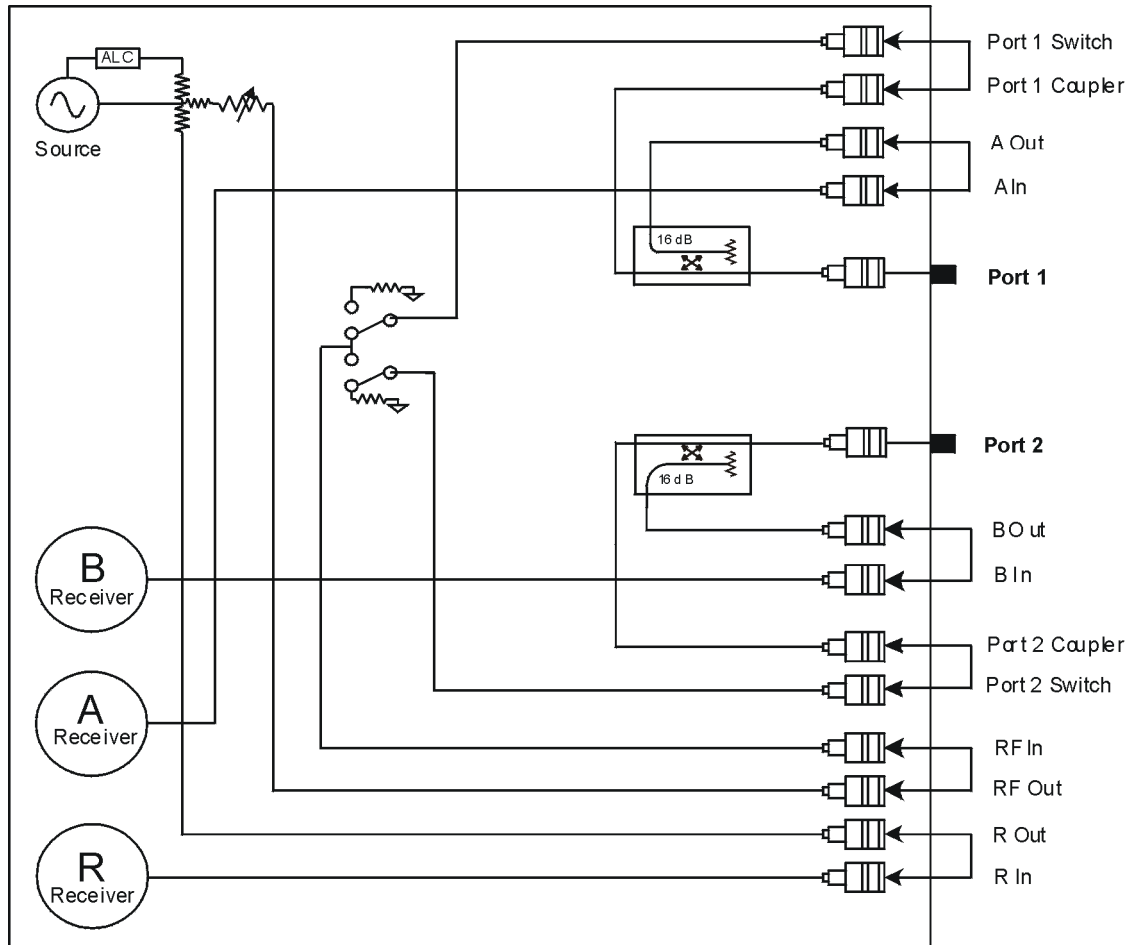 ALC
Source
Port 1 Switch
Port 1 Coupler
A Out
A In
16 dB
Port 1
Port 2
16 dB
B Out
B In
B
Receiver
Port 2 Coupler
Port 2 Switch
A
Receiver
RF In
RF Out
R Out
R
Receiver
R In